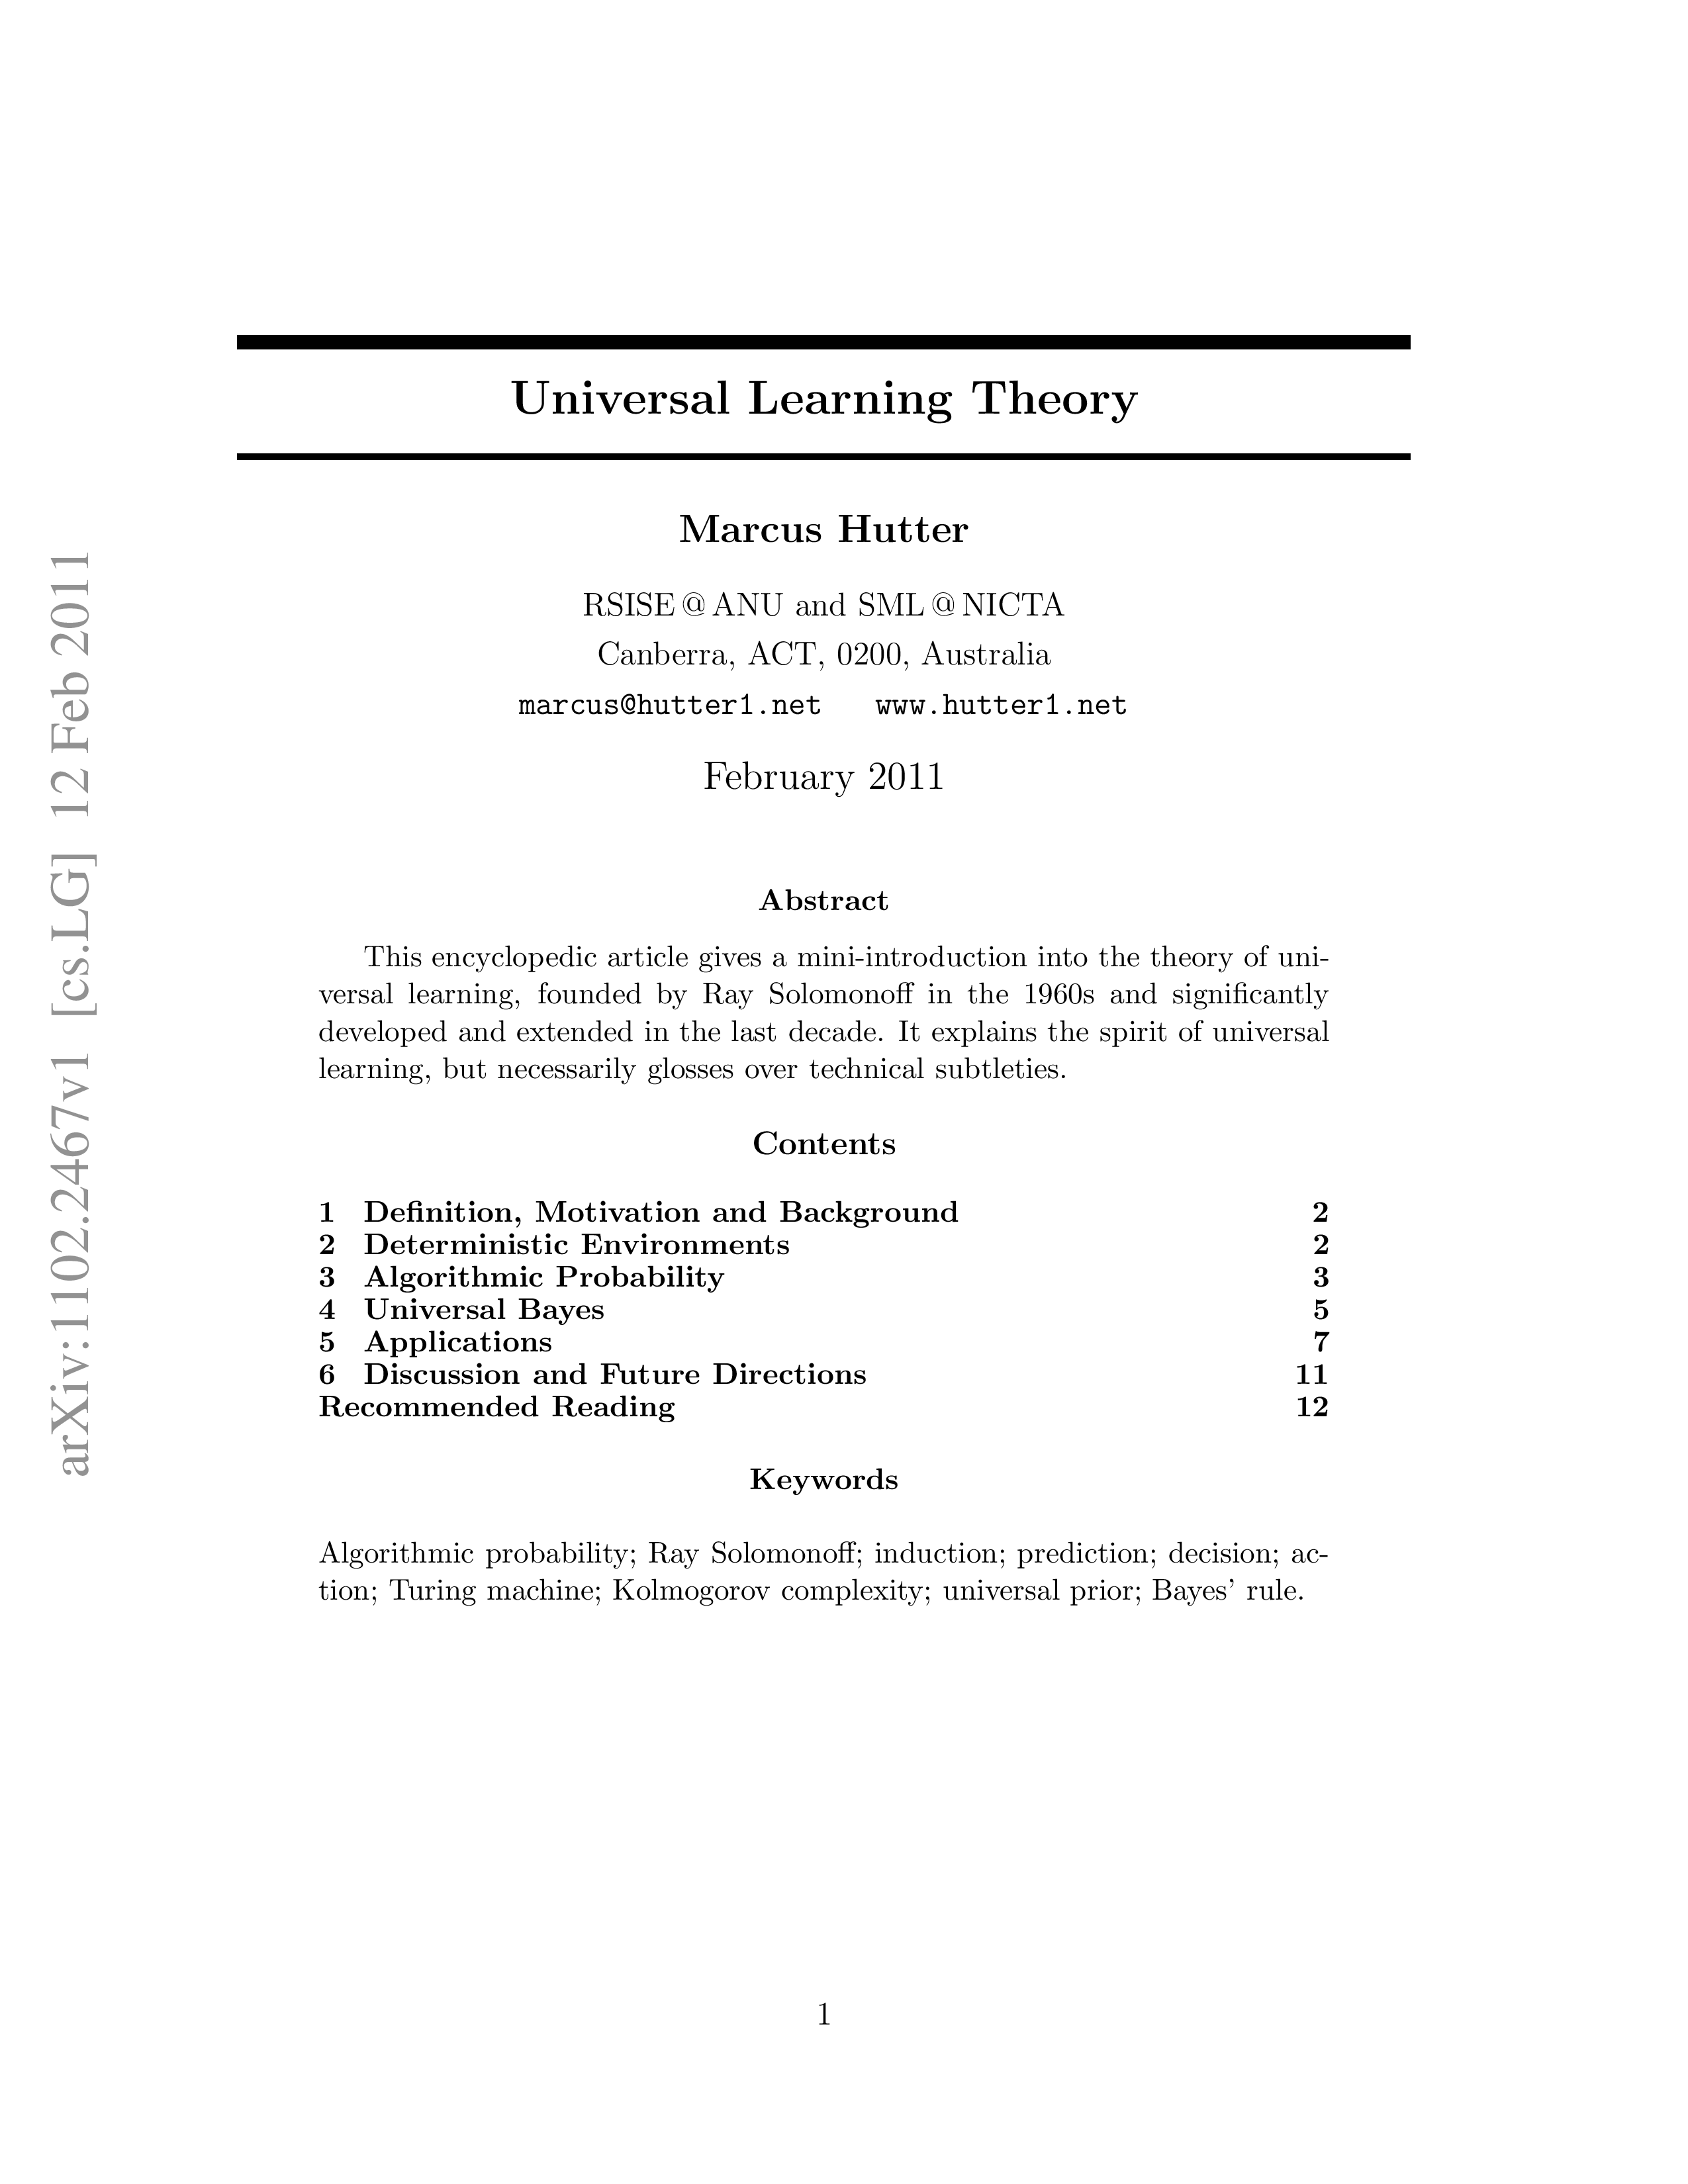 arXiv:1102.2467v1 [cs.LG] 12 Feb 2011
Universal Learning Theory
Marcus Hutter
RSISE @ ANU and SML @ NICTA
Canberra, ACT, 0200, Australia
marcus@hutter1.net www.hutter1.net
February 2011
Abstract
This encyclopedic article gives a mini-introduction into the theory of uni-
versal learning, founded by Ray Solomonoff in the 1960s and significantly
developed and extended in the last decade. It explains the spirit of universal
learning, but necessarily glosses over technical subtleties.
Contents
1 Definition, Motivation and Background 2
2 Deterministic Environments 2
3 Algorithmic Probability 3
4 Universal Bayes 5
5 Applications 7
6 Discussion and Future Directions 11
Recommended Reading 12
Keywords
Algorithmic probability; Ray Solomonoff; induction; prediction; decision; ac-
tion; Turing machine; Kolmogorov complexity; universal prior; Bayes' rule.
1